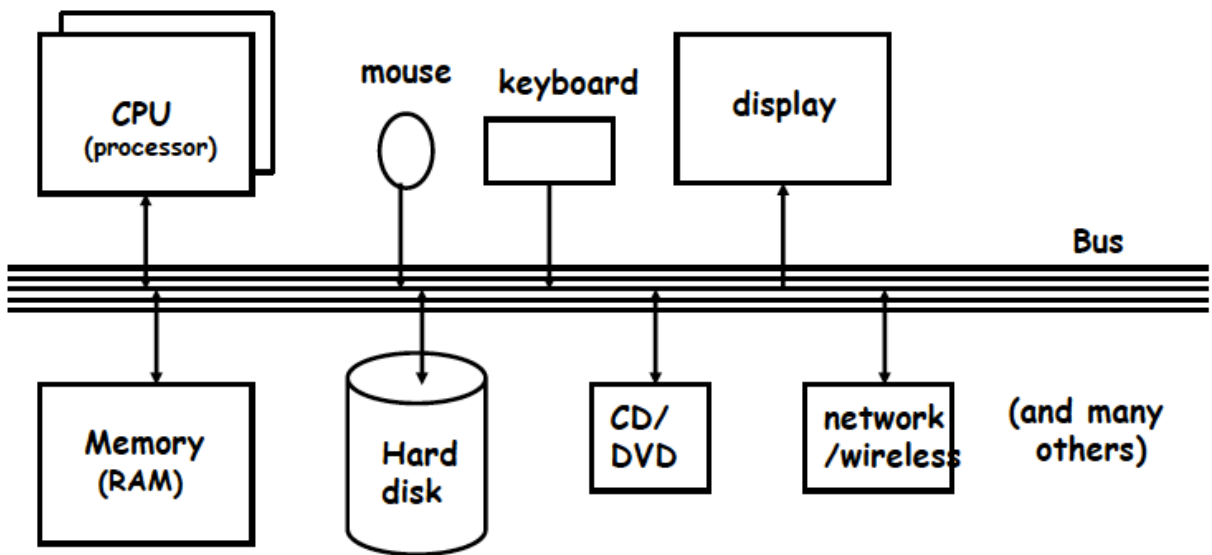 CPU
(processor)
mouse
keyboard
display
Bus
Memory
(RAM)
Hard
disk
CD/
DVD
network
/wireless
(and many
others)